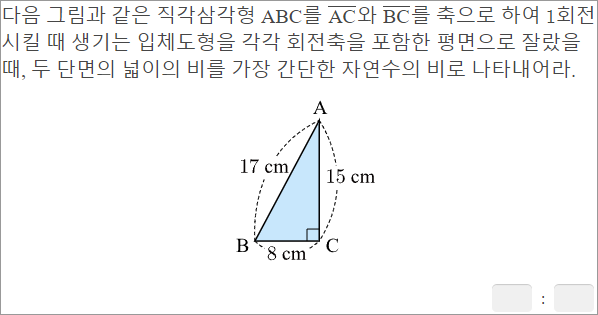 다음 그림과 같은 직각삼각형 ABC를 A̅C̅와 B̅C̅를 축으로 하여 1회전
시킬 때 생기는 입체도형을 각각 회전축을 포함한 평면으로 잘랐을
때, 두 단면의 넓이의 비를 가장 간단한 자연수의 비로 나타내어라.
A
17 cm
15 cm
B
C
8 cm
: